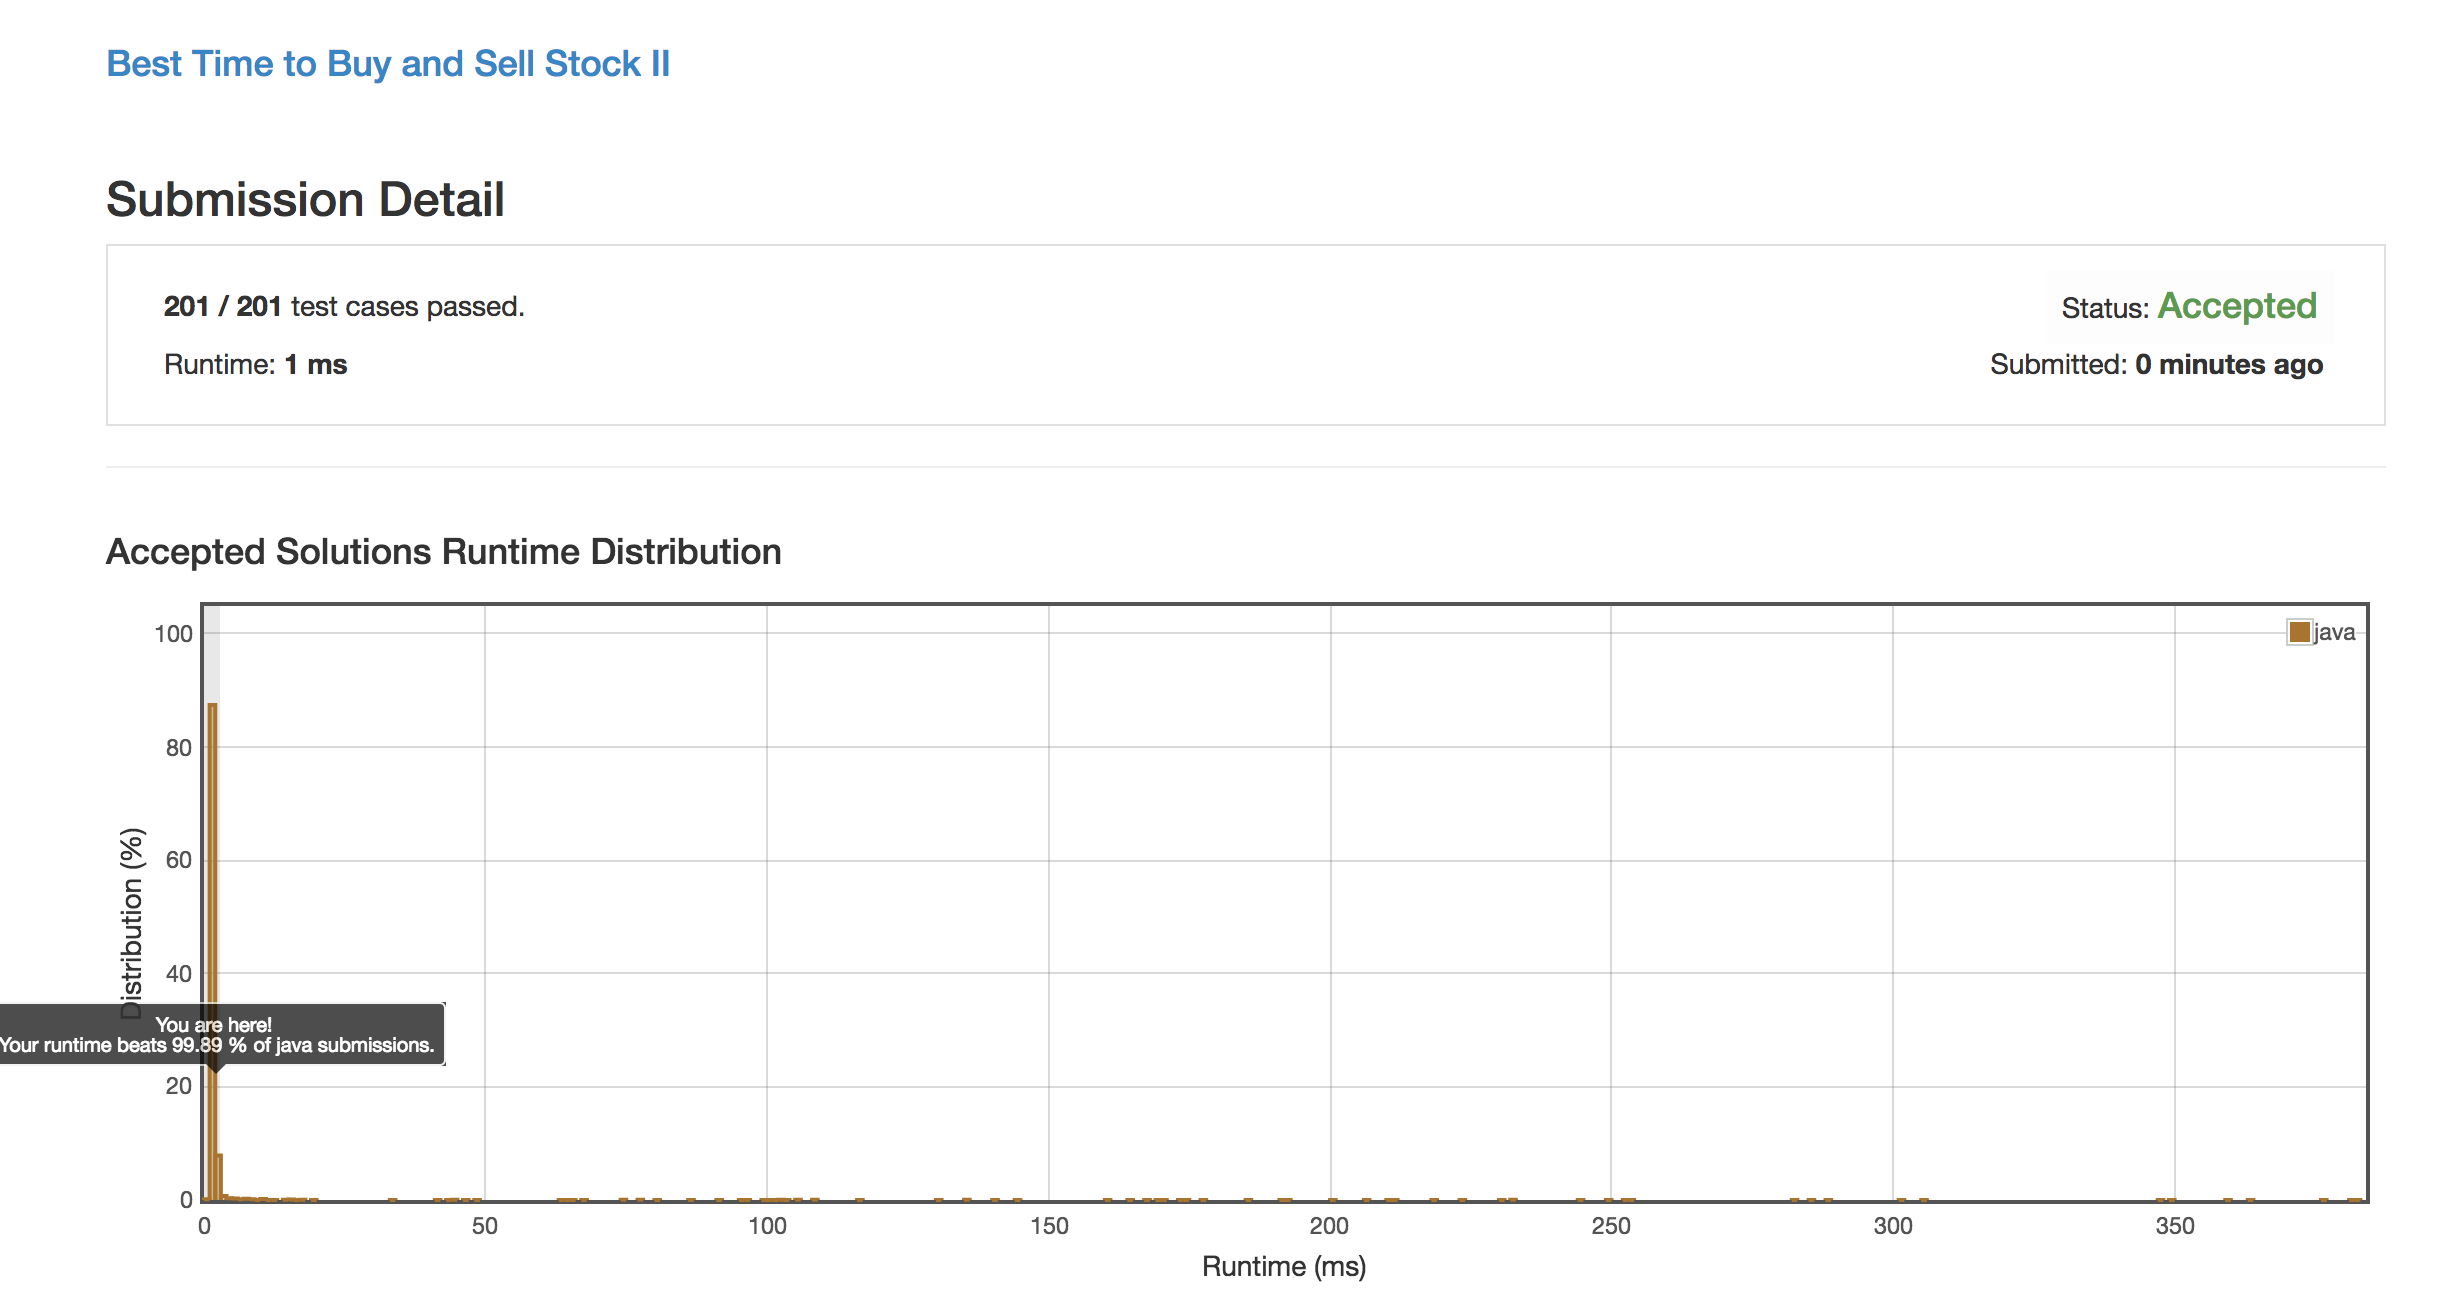 Best Time to Buy and Sell Stock II
Submission Detail
201 / 201 test cases passed.
Status: Accepted
Runtime: 1 ms
Submitted: 0 minutes ago
Accepted Solutions Runtime Distribution
java
100
80
60
40
20
0
Distribution (%)
You are here!
Your runtime beats 99.89 % of java submissions.
0 50 100 150 200 250 300 350
Runtime (ms)